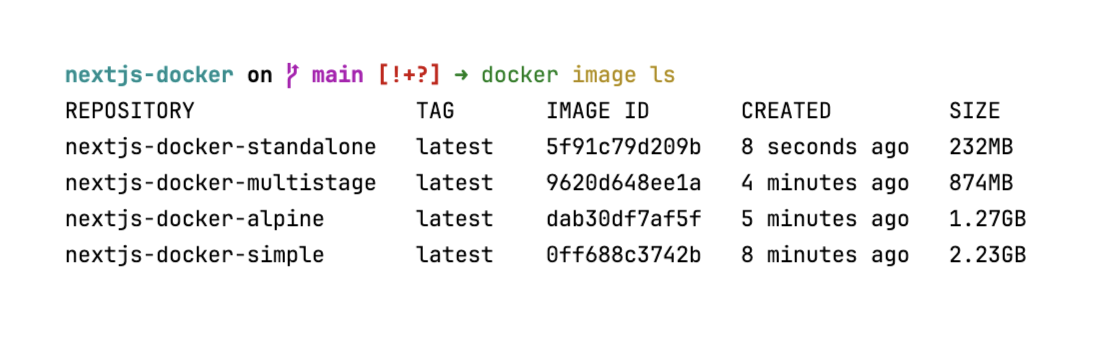 nextjs-docker on main [!+?] → docker image ls
REPOSITORY TAG IMAGE ID CREATED SIZE
nextjs-docker-standalone latest 5f91c79d209b 8 seconds ago 232MB
nextjs-docker-multistage latest 9620d648ee1a 4 minutes ago 874MB
nextjs-docker-alpine latest dab30df7af5f 5 minutes ago 1.27GB
nextjs-docker-simple latest 0ff688c3742b 8 minutes ago 2.23GB